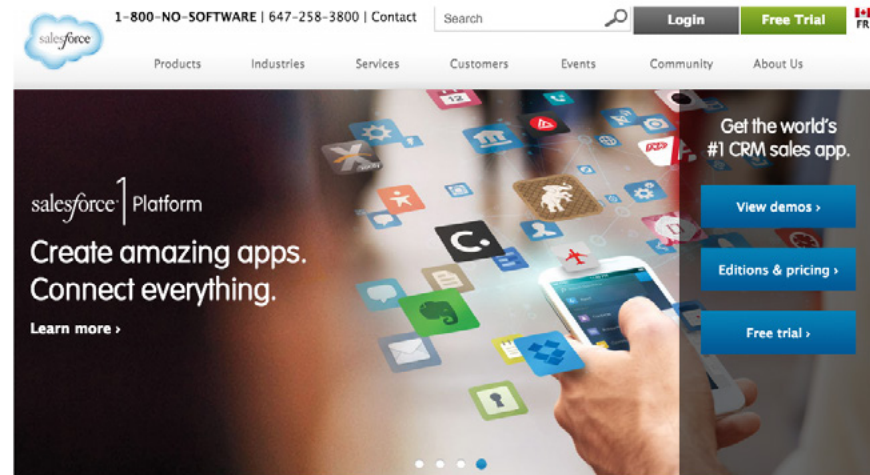 salesforce
1-800-NO-SOFTWARE | 647-258-3800 | Contact
Search
Login
Free Trial
FR
Products
Industries
Services
Customers
Events
Community
About Us
12
salesforce1 Platform
Create amazing apps.
Connect everything.
Learn more ›
Get the world's
#1 CRM sales app.
View demos ›
Editions & pricing ›
Free trial ›